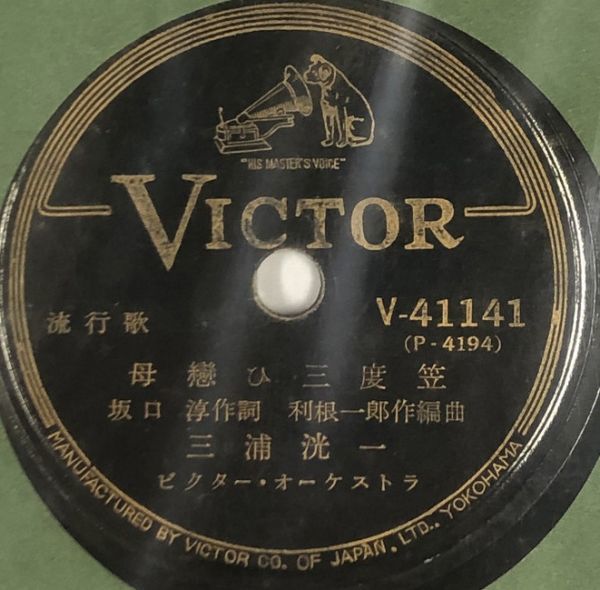 "HIS MASTER'S VOICE"
VICTOR
流行歌
V-41141
(P-4194)
母戀ひ三度笠
坂口 淳作詞 利根一郎作編曲
三浦洸一
ビクター・オーケストラ
MANUFACTURED BY VICTOR CO. OF JAPAN, LTD., YOKOHAMA